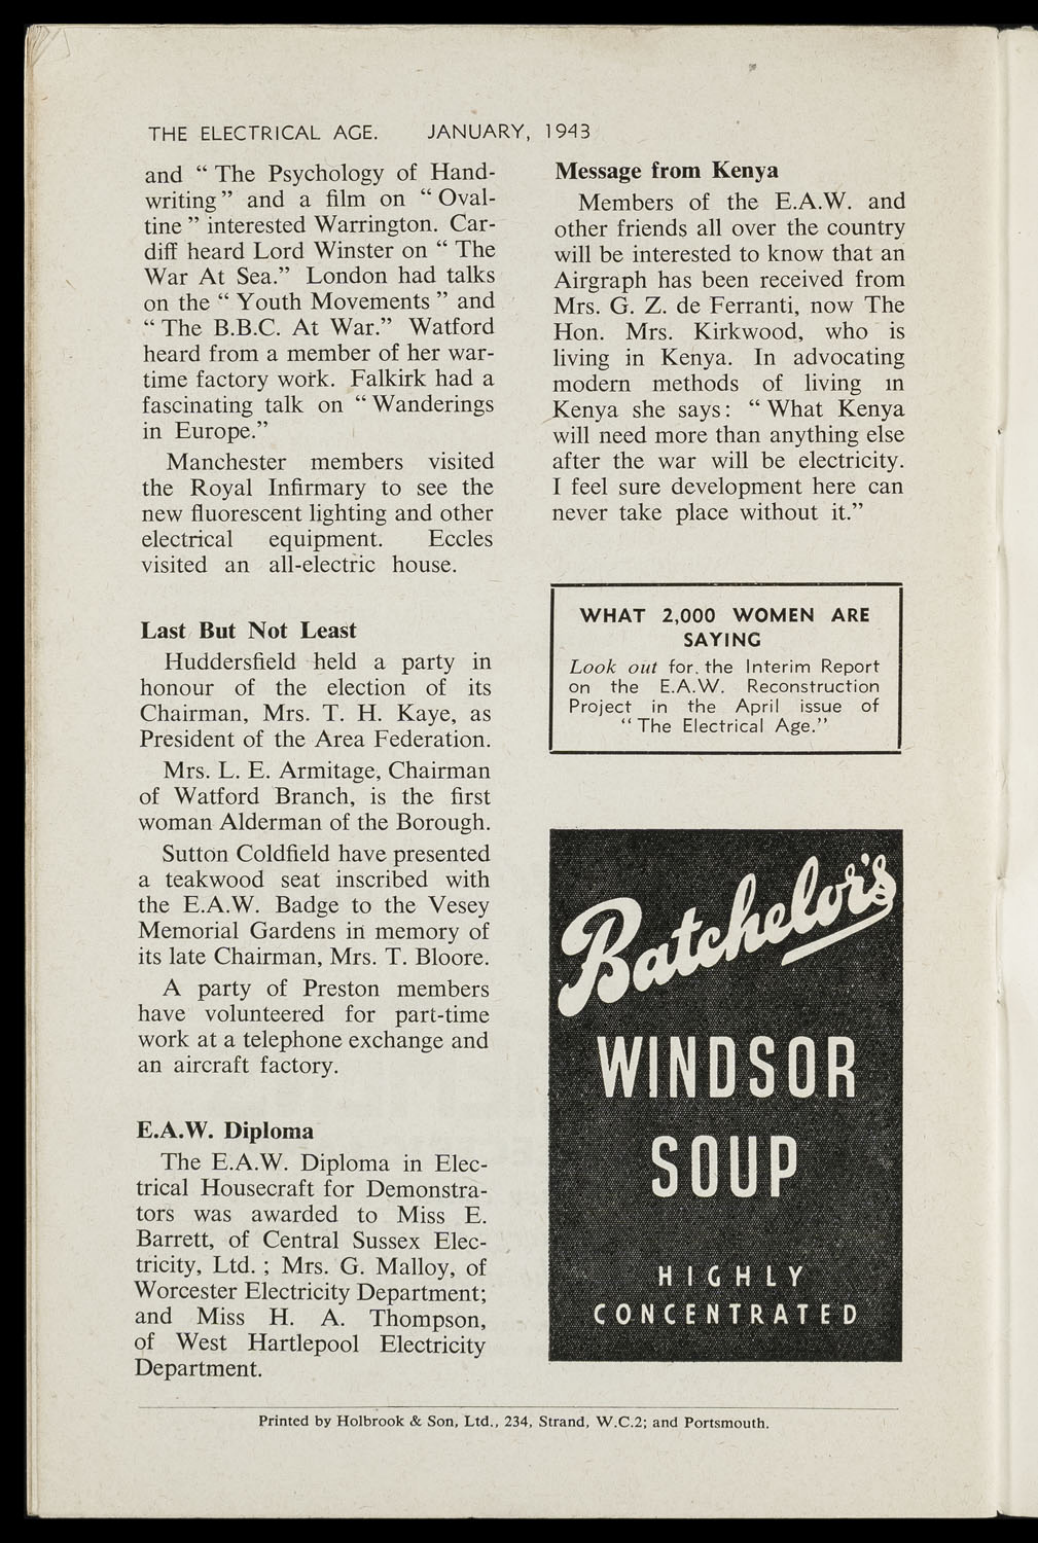 THE ELECTRICAL AGE. JANUARY, 1943
and “ The Psychology of Hand-
writing ” and a film on “ Oval-
tine ” interested Warrington. Car-
diff heard Lord Winster on “ The
War At Sea.” London had talks
on the “ Youth Movements ” and
“ The B.B.C. At War.” Watford
heard from a member of her war-
time factory work. Falkirk had a
fascinating talk on “ Wanderings
in Europe.”
Manchester members visited
the Royal Infirmary to see the
new fluorescent lighting and other
electrical equipment. Eccles
visited an all-electric house.
Last But Not Least
Huddersfield held a party in
honour of the election of its
Chairman, Mrs. T. H. Kaye, as
President of the Area Federation.
Mrs. L. E. Armitage, Chairman
of Watford Branch, is the first
woman Alderman of the Borough.
Sutton Coldfield have presented
a teakwood seat inscribed with
the E.A.W. Badge to the Vesey
Memorial Gardens in memory of
its late Chairman, Mrs. T. Bloore.
A party of Preston members
have volunteered for part-time
work at a telephone exchange and
an aircraft factory.
E.A.W. Diploma
The E.A.W. Diploma in Elec-
trical Housecraft for Demonstra-
tors was awarded to Miss E.
Barrett, of Central Sussex Elec-
tricity, Ltd. ; Mrs. G. Malloy, of
Worcester Electricity Department;
and Miss H. A. Thompson,
of West Hartlepool Electricity
Department.
Message from Kenya
Members of the E.A.W. and
other friends all over the country
will be interested to know that an
Airgraph has been received from
Mrs. G. Z. de Ferranti, now The
Hon. Mrs. Kirkwood, who is
living in Kenya. In advocating
modern methods of living in
Kenya she says: “ What Kenya
will need more than anything else
after the war will be electricity.
I feel sure development here can
never take place without it.”
WHAT 2,000 WOMEN ARE
SAYING
Look out for the Interim Report
on the E.A.W. Reconstruction
Project in the April issue of
“ The Electrical Age.”
Batchelor's
WINDSOR
SOUP
HIGHLY
CONCENTRATED
Printed by Holbrook & Son, Ltd., 234, Strand, W.C.2; and Portsmouth.